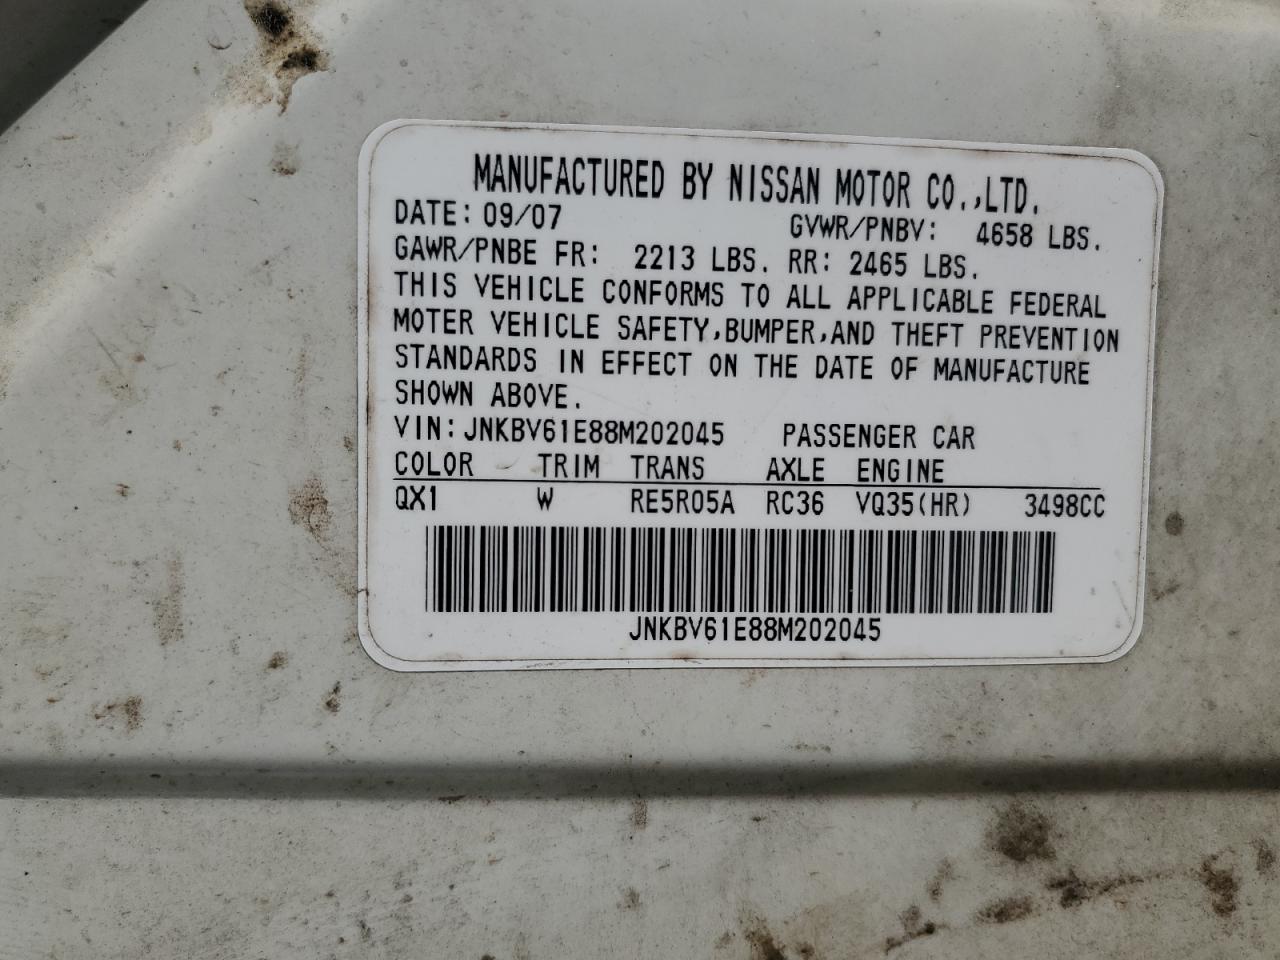 MANUFACTURED BY NISSAN MOTOR CO.,LTD.
DATE: 09/07 GVWR/PNBV: 4658 LBS.
GAWR/PNBE FR: 2213 LBS. RR: 2465 LBS.
THIS VEHICLE CONFORMS TO ALL APPLICABLE FEDERAL
MOTER VEHICLE SAFETY,BUMPER,AND THEFT PREVENTION
STANDARDS IN EFFECT ON THE DATE OF MANUFACTURE
SHOWN ABOVE.
VIN: JNKBV61E88M202045 PASSENGER CAR
COLOR TRIM TRANS AXLE ENGINE
QX1 W RE5R05A RC36 VQ35(HR) 3498CC
JNKBV61E88M202045